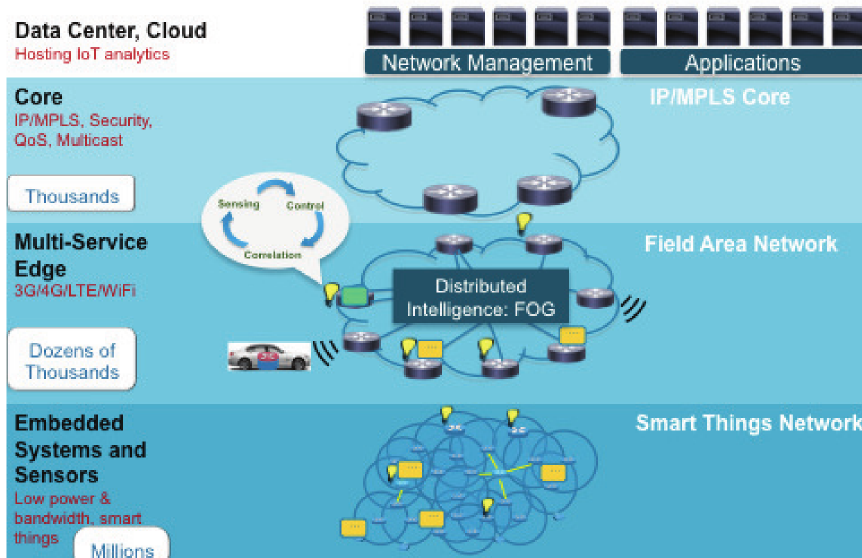 Data Center, Cloud
Hosting IoT analytics
Network Management
Applications
Core
IP/MPLS, Security,
QoS, Multicast
IP/MPLS Core
Thousands
Sensing
Control
Correlation
Multi-Service
Edge
3G/4G/LTE/WiFi
Field Area Network
Distributed
Intelligence: FOG
Dozens of
Thousands
Embedded
Systems and
Sensors
Low power &
bandwidth, smart
things
Smart Things Network
Millions